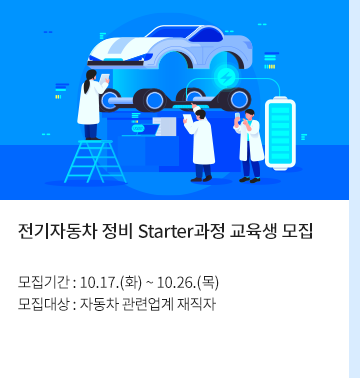 전기자동차 정비 Starter과정 교육생 모집
모집기간 : 10.17.(화) ~ 10.26.(목)
모집대상 : 자동차 관련업계 재직자